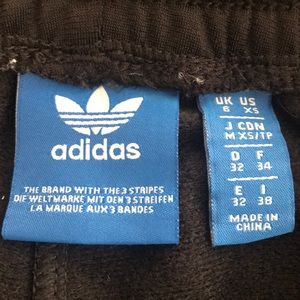 adidas
THE BRAND WITH THE 3 STRIPES
DIE WELTMARKE MIT DEN 3 STREIFEN
LA MARQUE AUX 3 BANDES
UK US
6 XS
J CDN
M XS/TP
D F
32 34
E I
32 38
MADE IN
CHINA